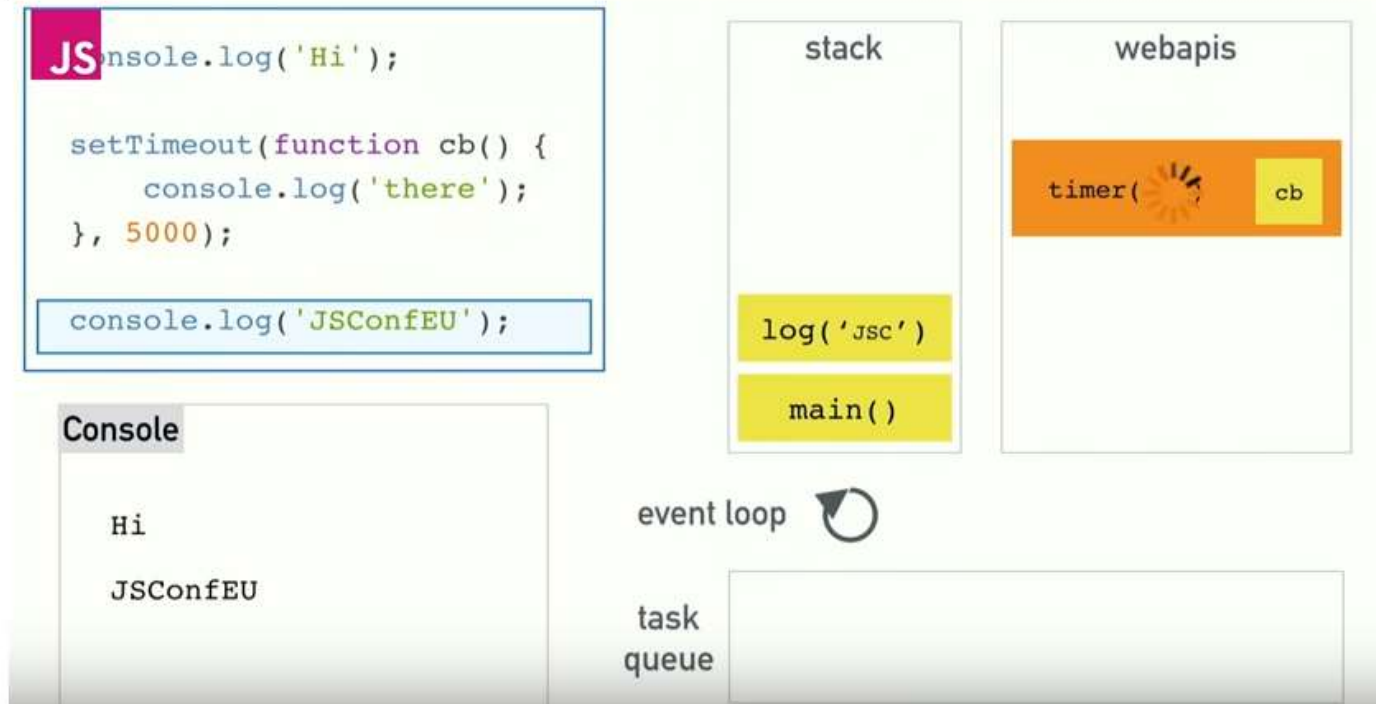 JS
onsole.log('Hi');
setTimeout(function cb() {
console.log('there');
}, 5000);
console.log('JSConfEU');
Console
Hi
JSConfEU
stack
log('JSC')
main()
webapis
timer(
cb
event loop
task
queue